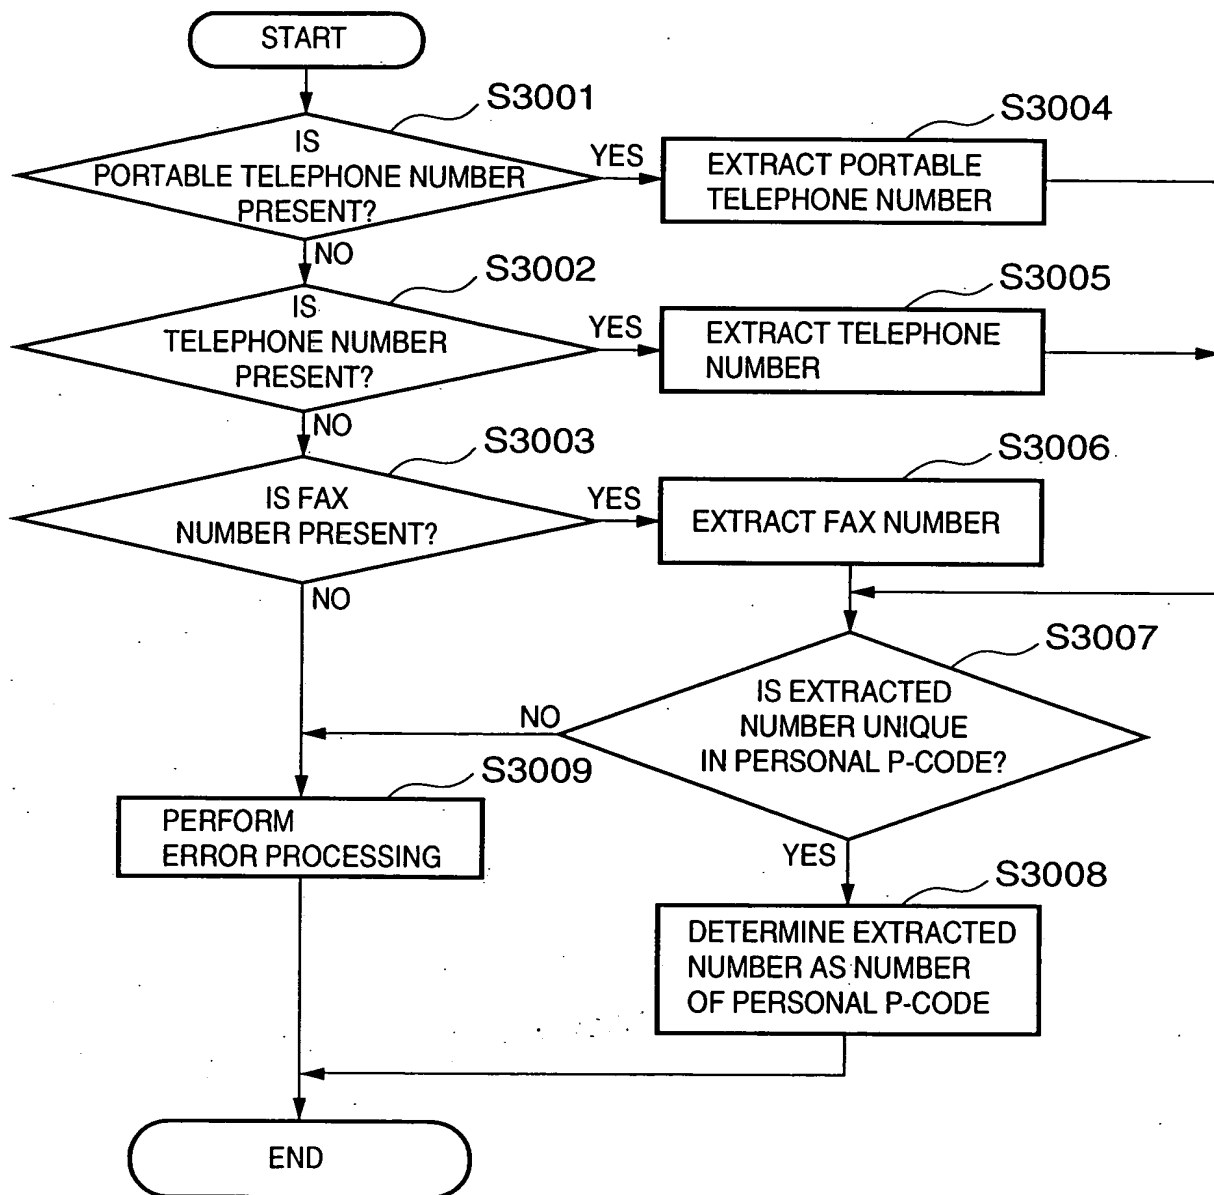 START
S3001
IS
PORTABLE TELEPHONE NUMBER
PRESENT?
YES
S3004
EXTRACT PORTABLE
TELEPHONE NUMBER
NO
S3002
IS
TELEPHONE NUMBER
PRESENT?
YES
S3005
EXTRACT TELEPHONE
NUMBER
NO
S3003
IS FAX
NUMBER PRESENT?
YES
S3006
EXTRACT FAX NUMBER
NO
S3007
IS EXTRACTED
NUMBER UNIQUE
IN PERSONAL P-CODE?
NO
S3009
PERFORM
ERROR PROCESSING
YES
S3008
DETERMINE EXTRACTED
NUMBER AS NUMBER
OF PERSONAL P-CODE
END